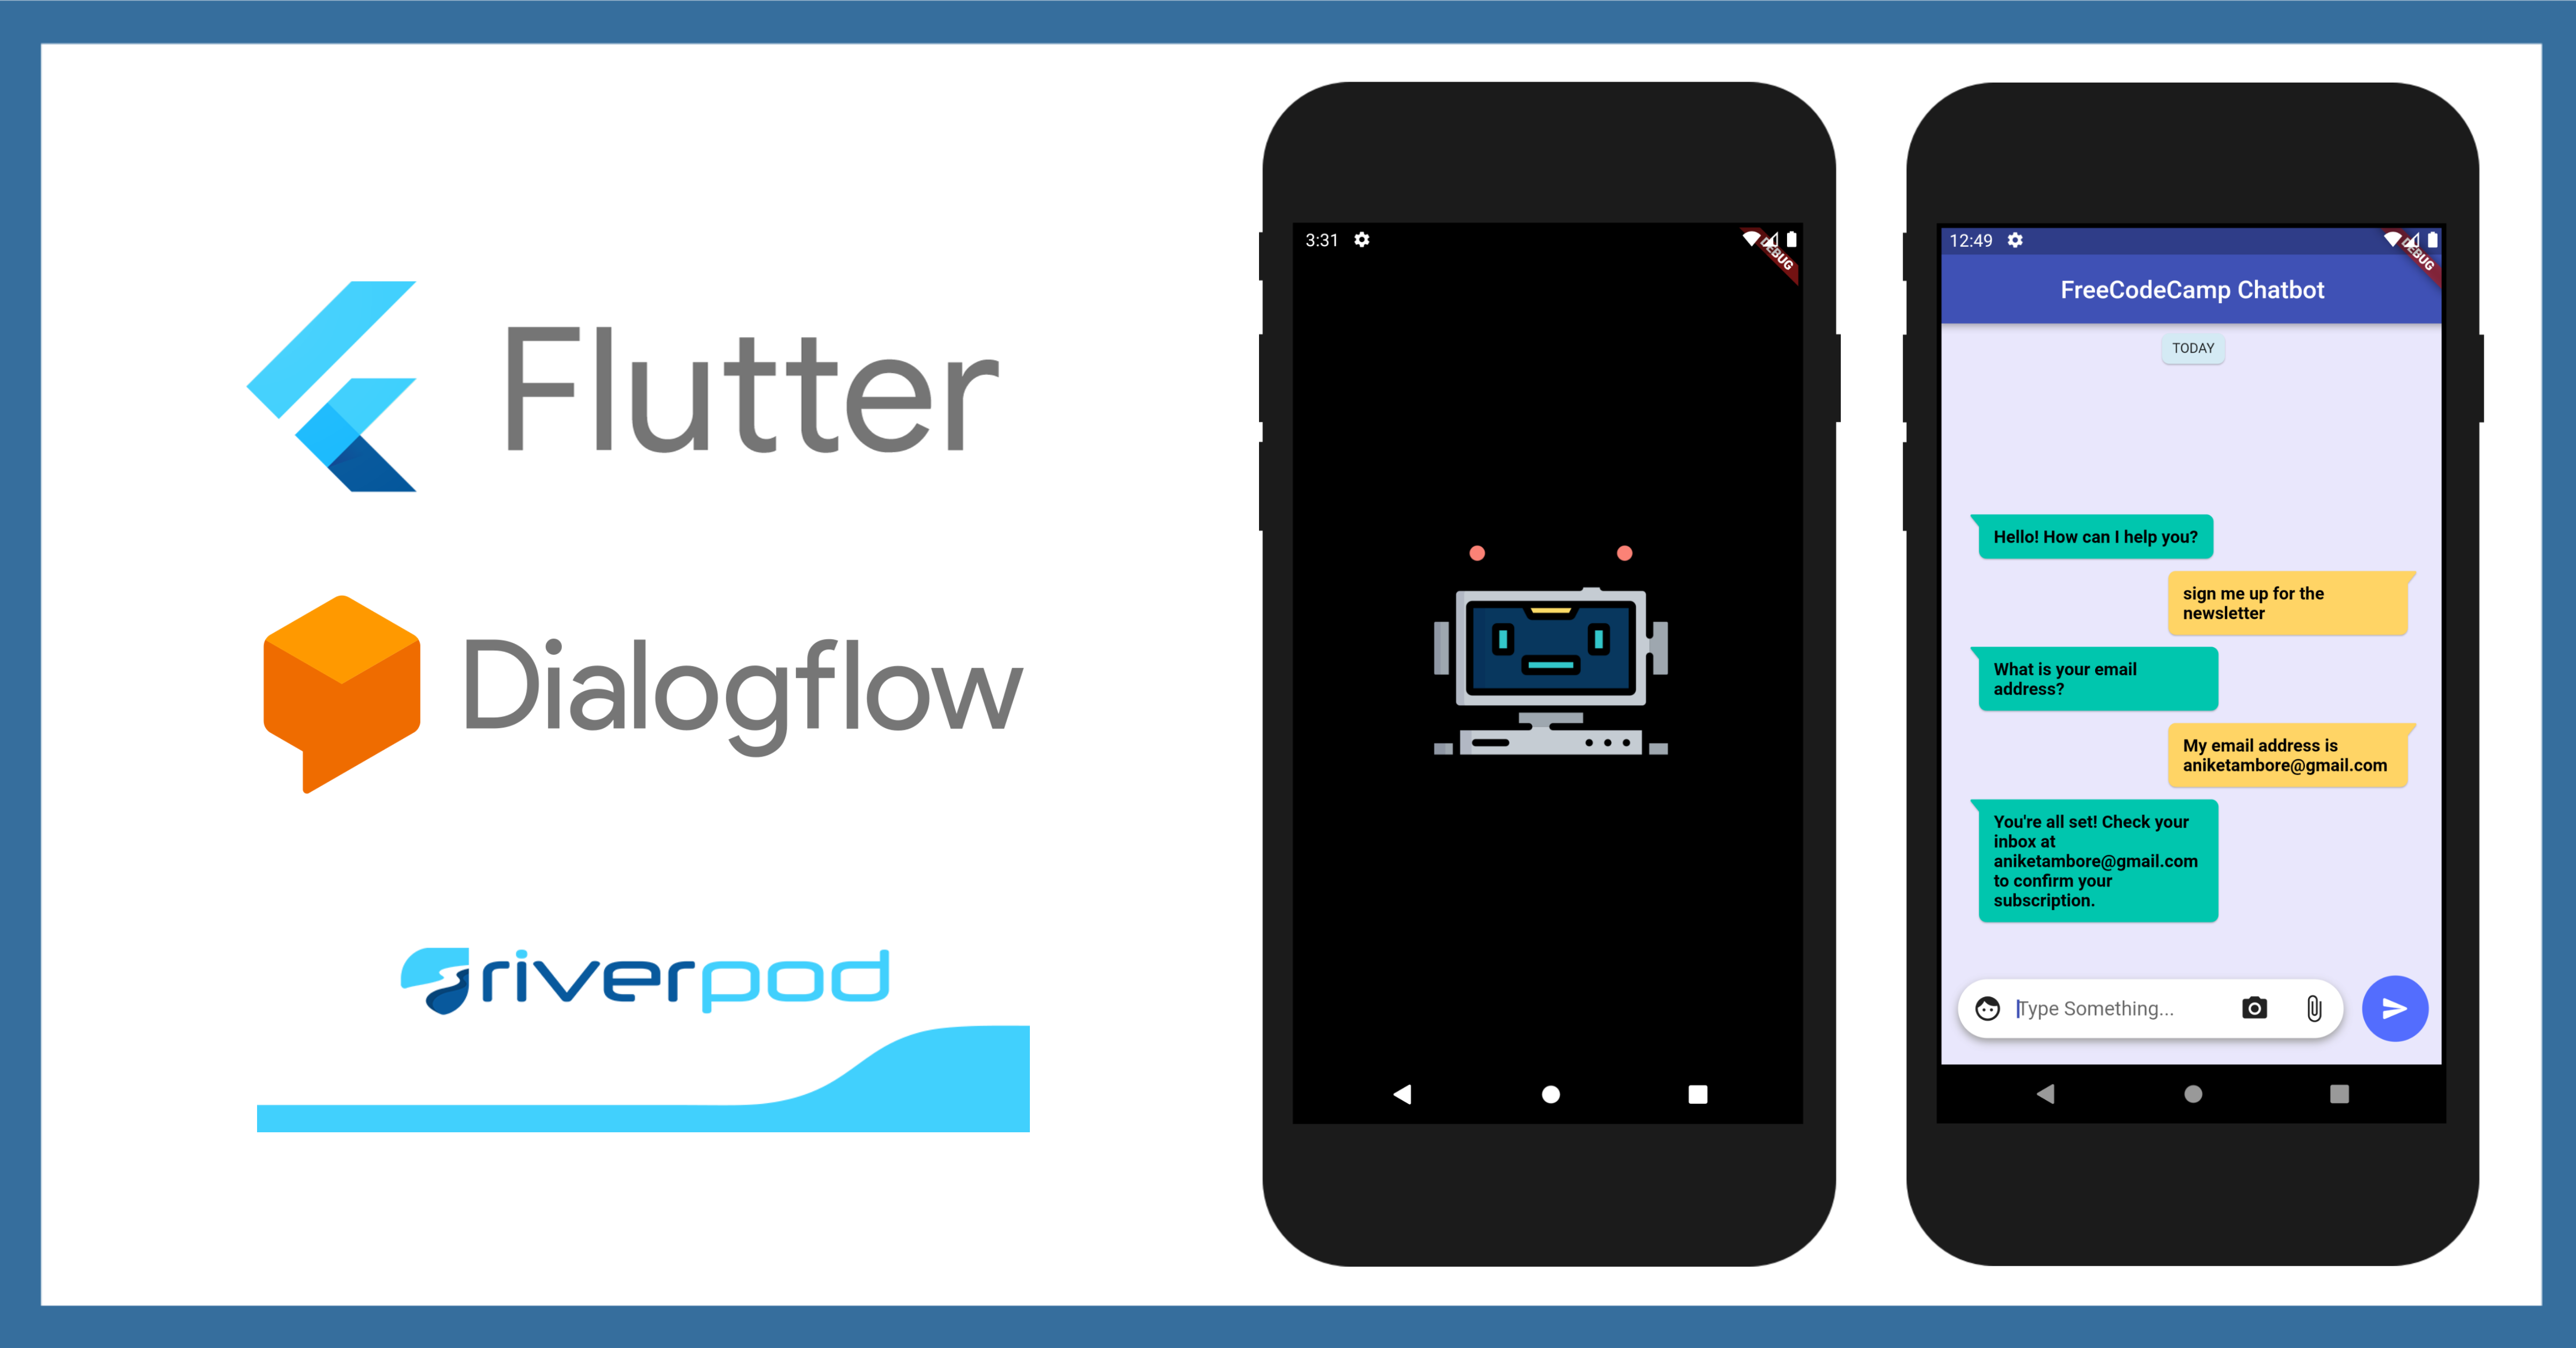 Flutter
Dialogflow
riverpod
3:31
DEBUG
12:49
DEBUG
FreeCodeCamp Chatbot
TODAY
Hello! How can I help you?
sign me up for the
newsletter
What is your email
address?
My email address is
aniketambore@gmail.com
You're all set! Check your
inbox at
aniketambore@gmail.com
to confirm your
subscription.
Type Something...